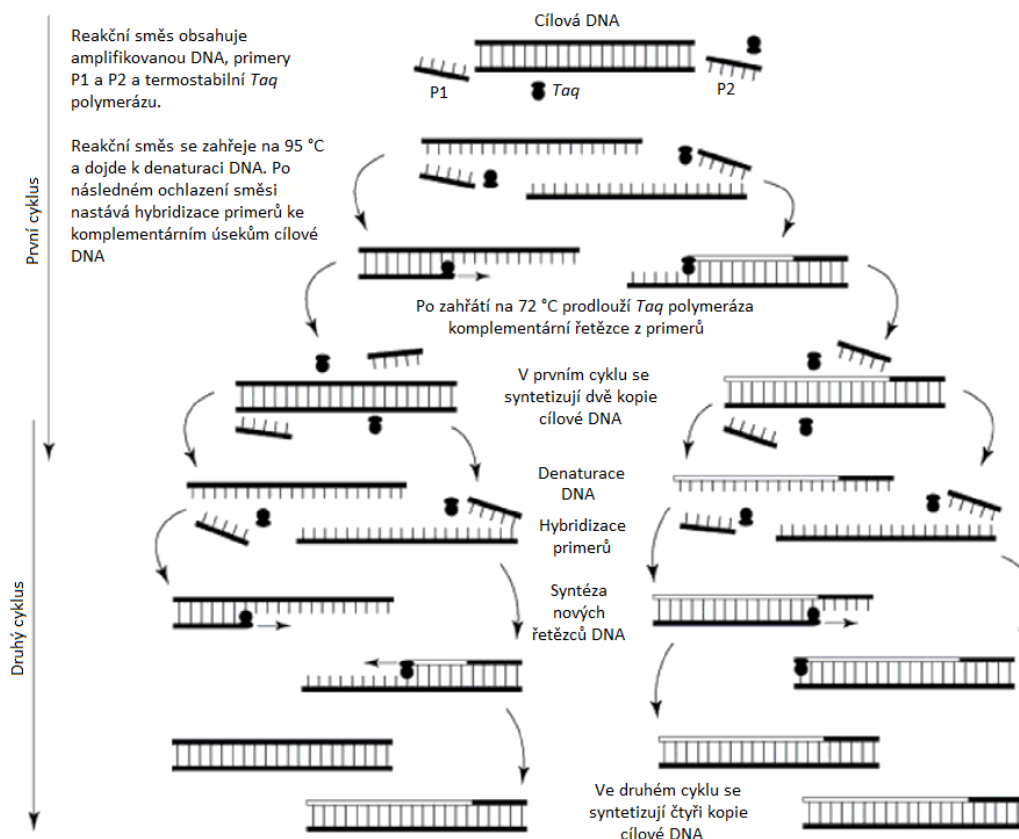 Cílová DNA
Reakční směs obsahuje
amplifikovanou DNA, primery
P1 a P2 a termostabilní Taq
polymerázu.
P1
Taq
P2
Reakční směs se zahřeje na 95 °C
a dojde k denaturaci DNA. Po
následném ochlazení směsi
nastává hybridizace primerů ke
komplementárním úsekům cílové
DNA
První cyklus
Po zahřátí na 72 °C prodlouží Taq polymeráza
komplementární řetězce z primerů
V prvním cyklu se
syntetizují dvě kopie
cílové DNA
Denaturace
DNA
Hybridizace
primerů
Syntéza
nových
řetězců DNA
Druhý cyklus
Ve druhém cyklu se
syntetizují čtyři kopie
cílové DNA